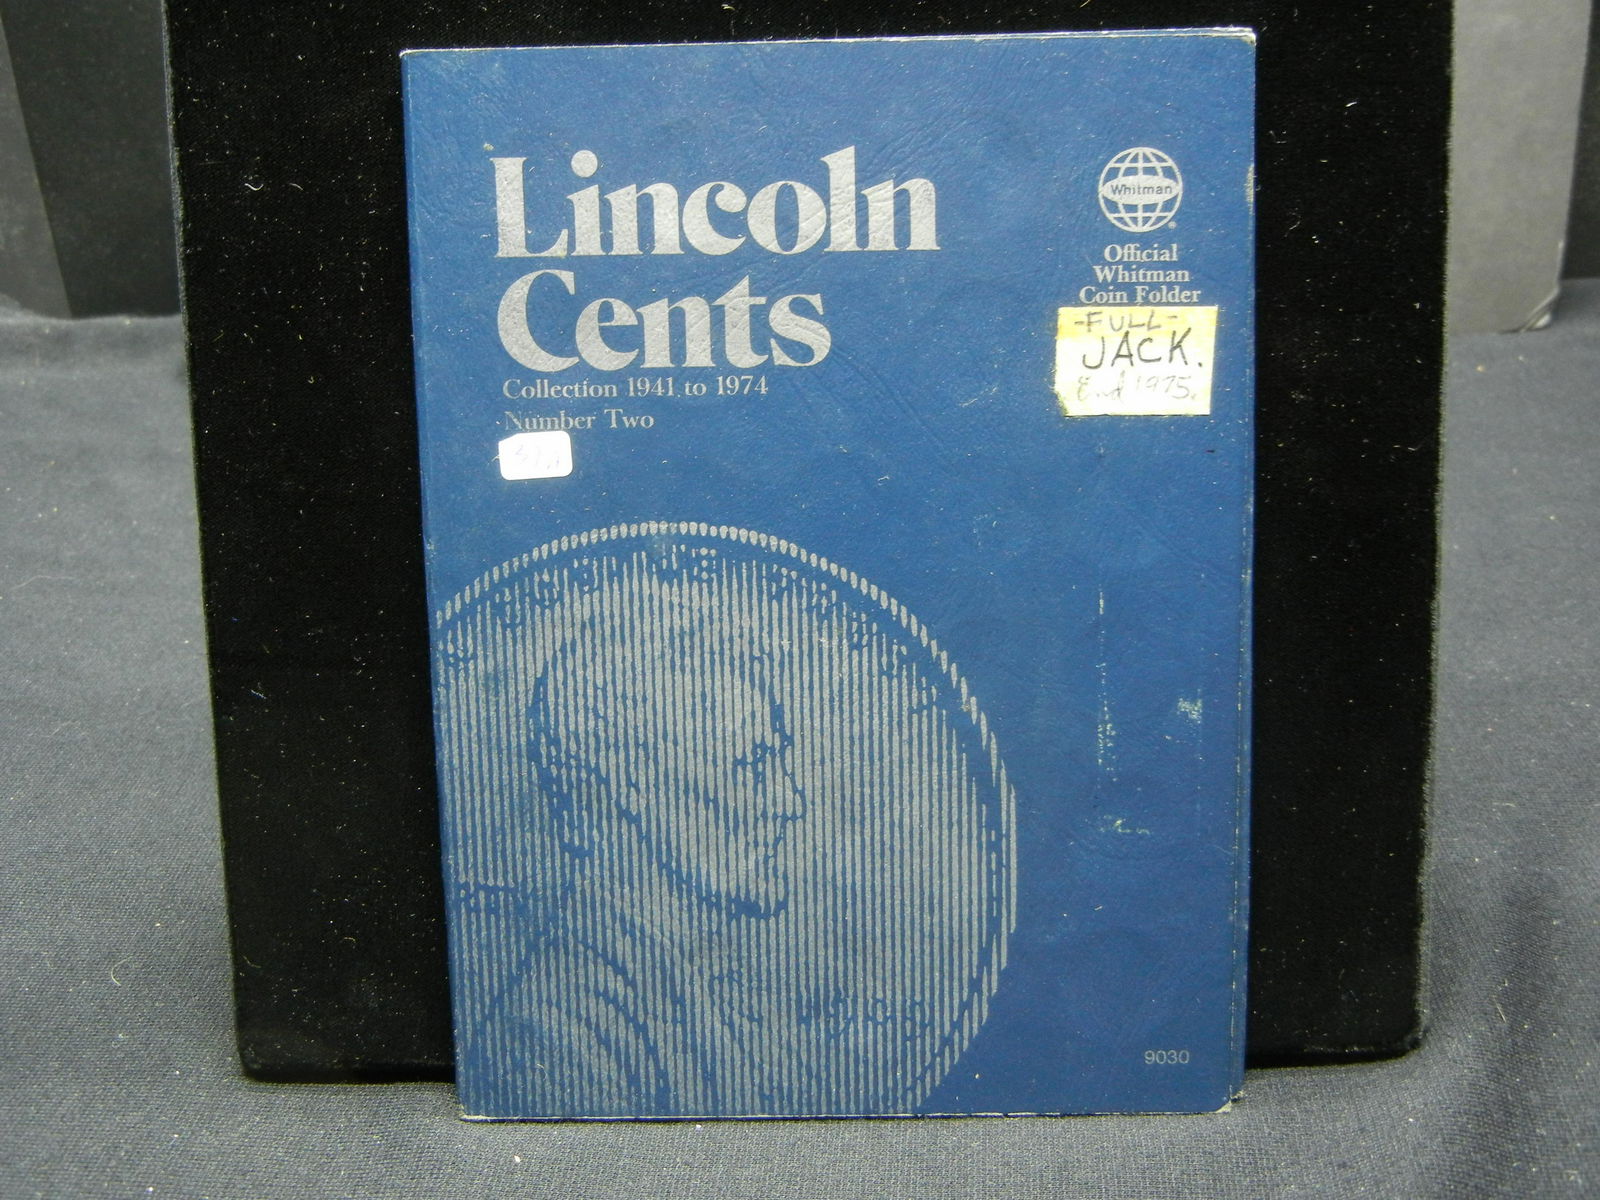 Lincoln
Cents
Collection 1941 to 1974
Number Two
Whitman
®
Official
Whitman
Coin Folder
-FULL-
JACK.
End 1975.
9030